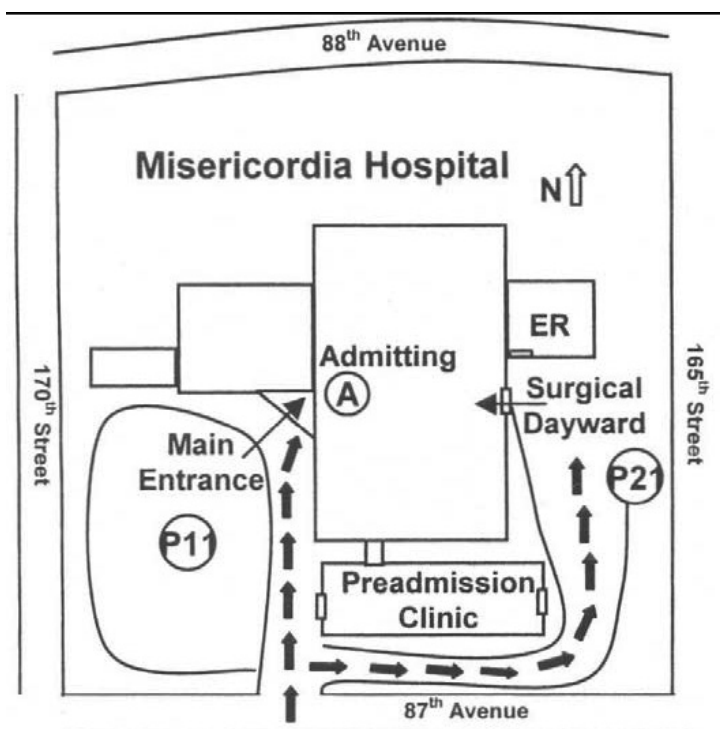 88th Avenue
Misericordia Hospital
N
ER
Admitting
A
Surgical
Dayward
Main
Entrance
170th Street
165th Street
P21
P11
Preadmission
Clinic
87th Avenue